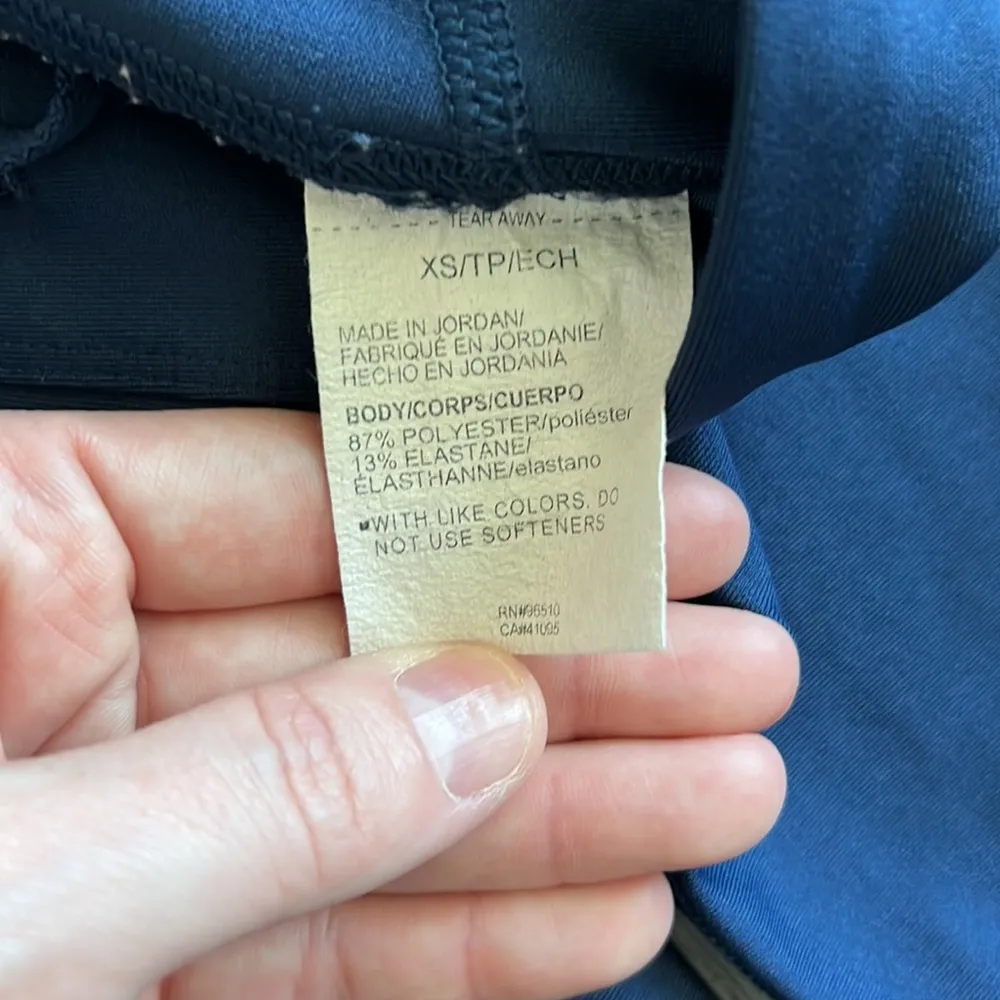 TEAR AWAY
XS/TP/ECH
MADE IN JORDAN/
FABRIQUÉ EN JORDANIE/
HECHO EN JORDANIA
BODY/CORPS/CUERPO
87% POLYESTER/poliéster
13% ELASTANE/
ÉLASTHANNE/elastano
WITH LIKE COLORS. DO
NOT USE SOFTENERS
RN#96510
CA#41095